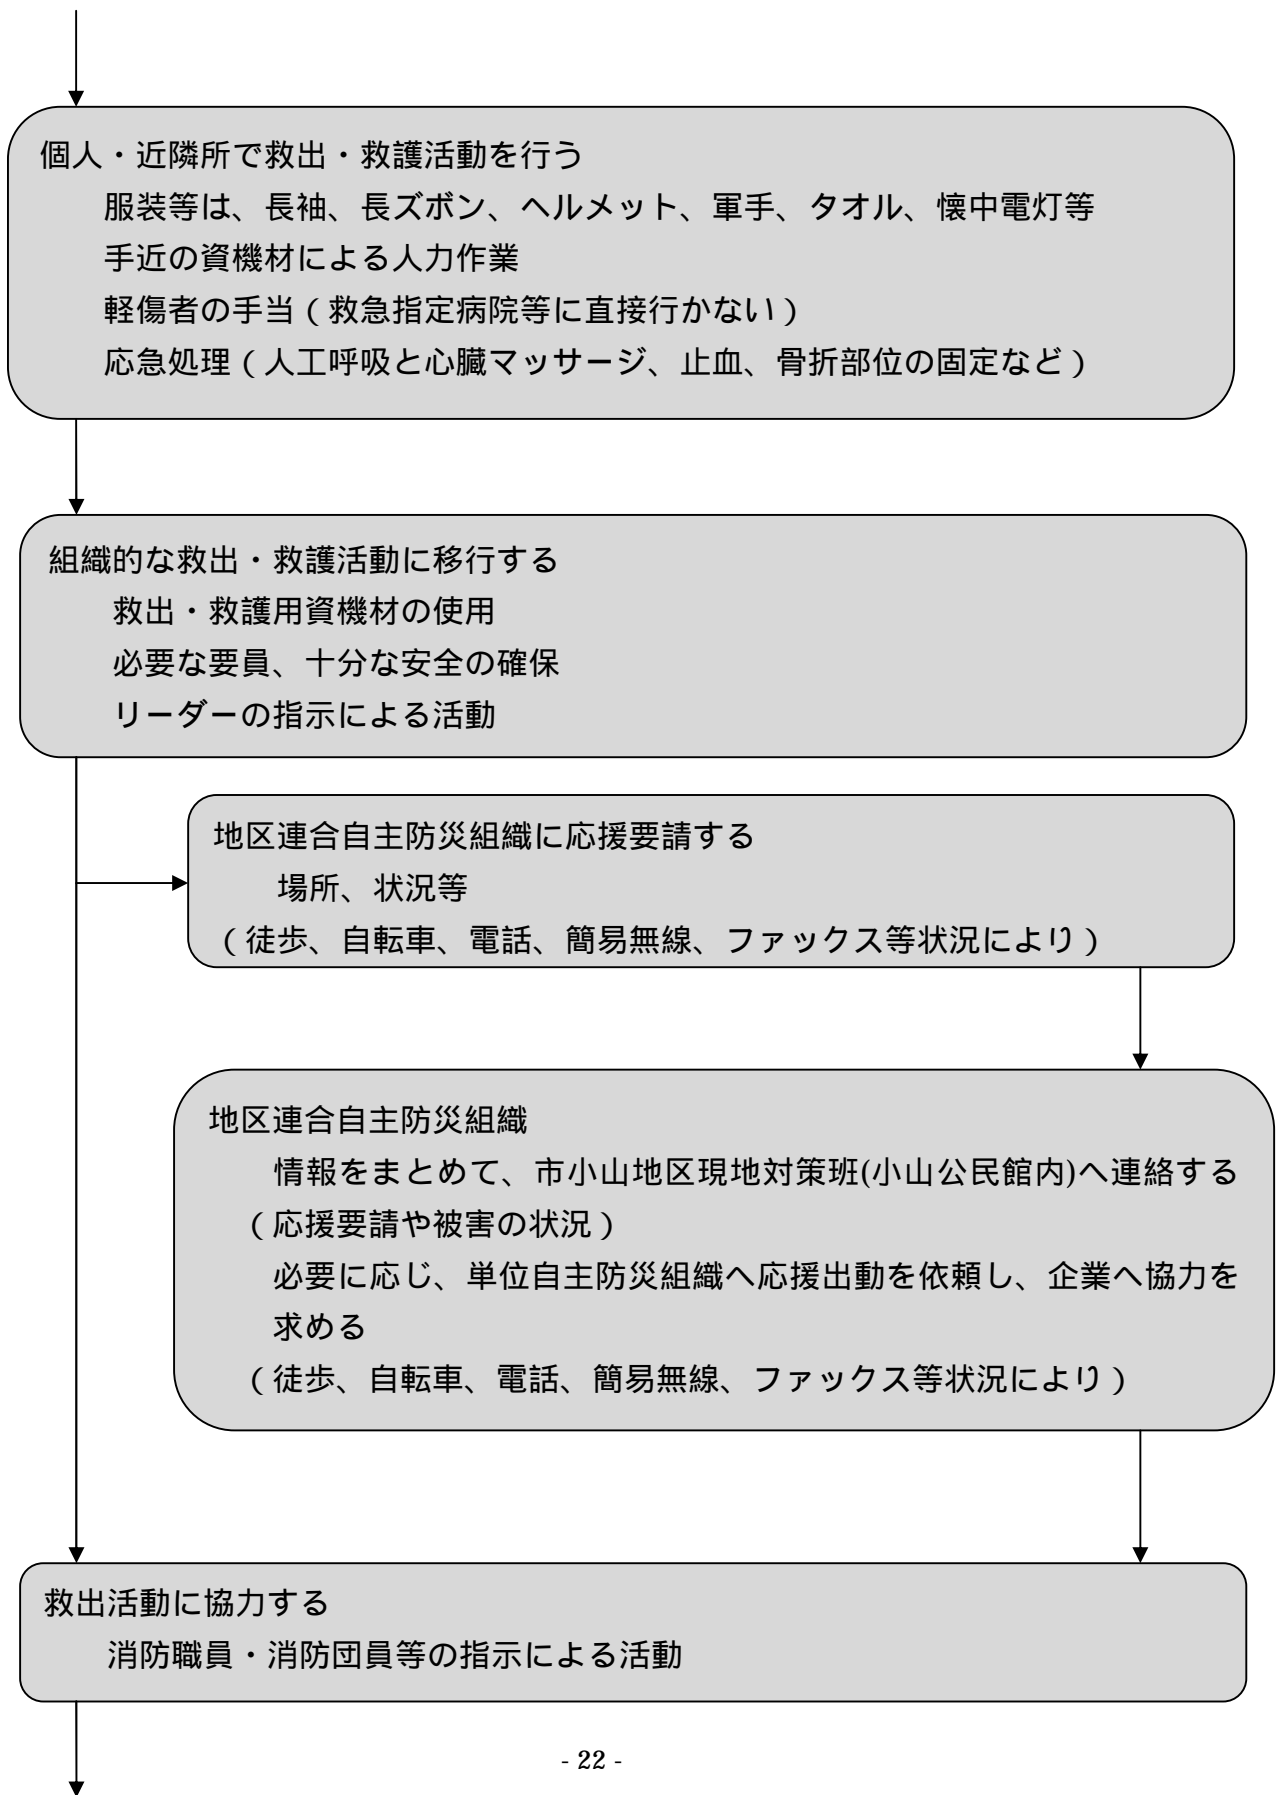 個人・近隣所で救出・救護活動を行う
服装等は、長袖、長ズボン、ヘルメット、軍手、タオル、懐中電灯等
手近の資機材による人力作業
軽傷者の手当（救急指定病院等に直接行かない）
応急処理（人工呼吸と心臓マッサージ、止血、骨折部位の固定など）
組織的な救出・救護活動に移行する
救出・救護用資機材の使用
必要な要員、十分な安全の確保
リーダーの指示による活動
地区連合自主防災組織に応援要請する
場所、状況等
（徒歩、自転車、電話、簡易無線、ファックス等状況により）
地区連合自主防災組織
情報をまとめて、市小山地区現地対策班(小山公民館内)へ連絡する
（応援要請や被害の状況）
必要に応じ、単位自主防災組織へ応援出動を依頼し、企業へ協力を
求める
（徒歩、自転車、電話、簡易無線、ファックス等状況により）
救出活動に協力する
消防職員・消防団員等の指示による活動
- 22 -